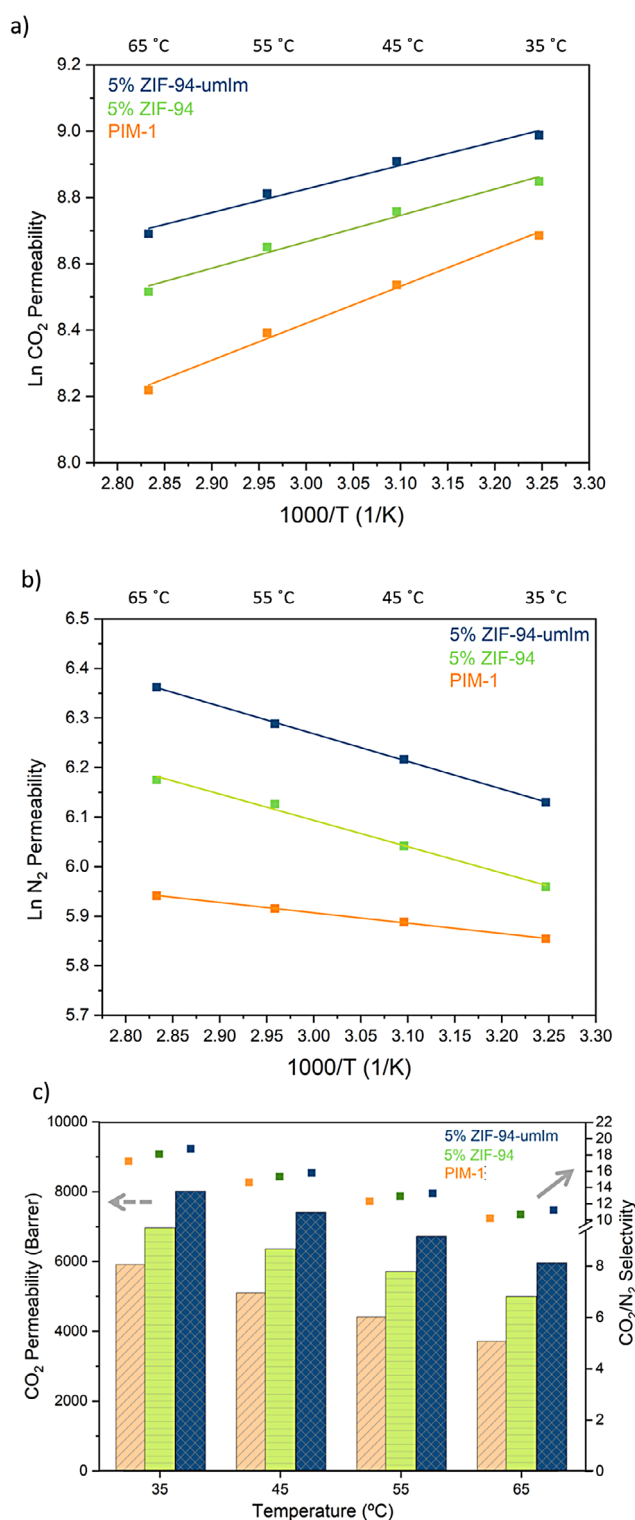 a)
65 ˚C 55 ˚C 45 ˚C 35 ˚C
5% ZIF-94-umIm
5% ZIF-94
PIM-1
9.2
9.0
8.8
8.6
8.4
8.2
8.0
Ln CO₂ Permeability
2.80 2.85 2.90 2.95 3.00 3.05 3.10 3.15 3.20 3.25 3.30
1000/T (1/K)
b)
65 ˚C 55 ˚C 45 ˚C 35 ˚C
5% ZIF-94-umIm
5% ZIF-94
PIM-1
6.5
6.4
6.3
6.2
6.1
6.0
5.9
5.8
5.7
Ln N₂ Permeability
2.80 2.85 2.90 2.95 3.00 3.05 3.10 3.15 3.20 3.25 3.30
1000/T (1/K)
c)
5% ZIF-94-umIm
5% ZIF-94
PIM-1
10000
8000
6000
4000
2000
0
CO₂ Permeability (Barrer)
22
20
18
16
14
12
10
8
6
4
2
0
CO₂/N₂ Selectvliity
35 45 55 65
Temperature (ºC)